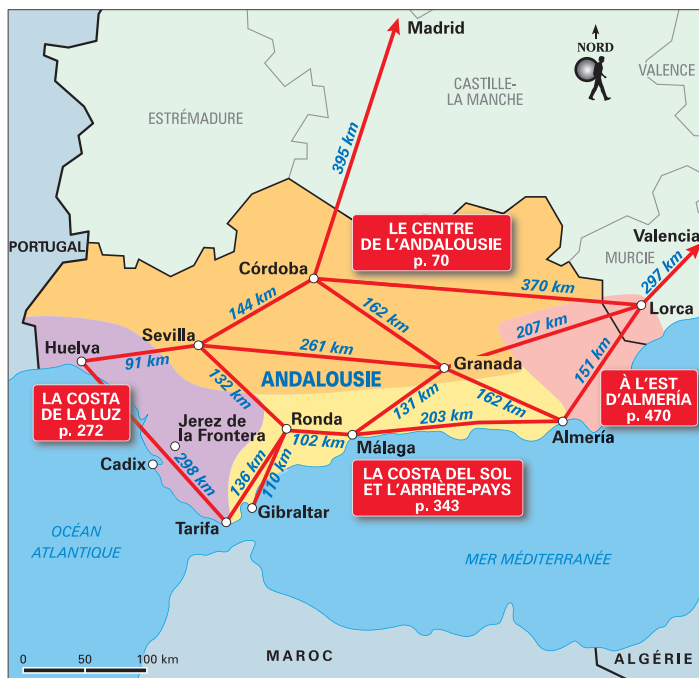 Madrid
NORD
VALENCE
CASTILLE-
LA MANCHE
ESTRÉMADURE
395 km
LE CENTRE
DE L'ANDALOUSIE
p. 70
PORTUGAL
Valencia
MURCIE
297 km
Córdoba
370 km
Lorca
144 km
162 km
207 km
Sevilla
Huelva
91 km
261 km
Granada
151 km
ANDALOUSIE
132 km
LA COSTA
DE LA LUZ
p. 272
131 km
162 km
À L'EST
D'ALMERÍA
p. 470
Jerez de
la Frontera
Ronda
102 km
203 km
Málaga
Almería
Cadix
298 km
136 km
110 km
LA COSTA DEL SOL
ET L'ARRIÈRE-PAYS
p. 343
Tarifa
Gibraltar
OCÉAN
ATLANTIQUE
MER MÉDITERRANÉE
MAROC
ALGÉRIE
0 50 100 km